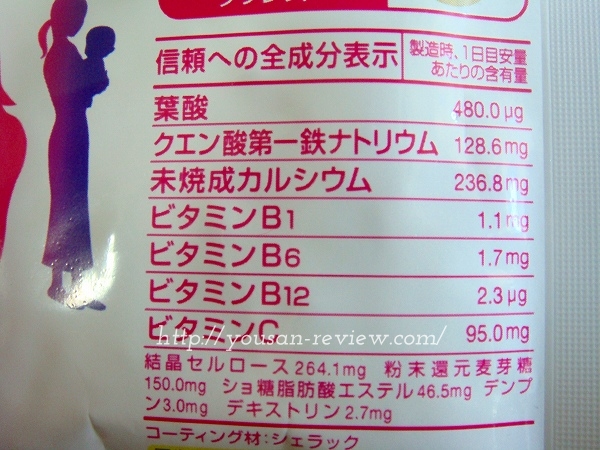 信頼への全成分表示
製造時、1日目安量
あたりの含有量
葉酸 480.0μg
クエン酸第一鉄ナトリウム 128.6mg
未焼成カルシウム 236.8mg
ビタミンB1 1.1mg
ビタミンB6 1.7mg
ビタミンB12 2.3μg
ビタミンC 95.0mg
http://yousan-review.com/
結晶セルロース264.1mg 粉末還元麦芽糖
150.0mg ショ糖脂肪酸エステル46.5mg デンプ
ン3.0mg デキストリン2.7mg
コーティング材:シェラック